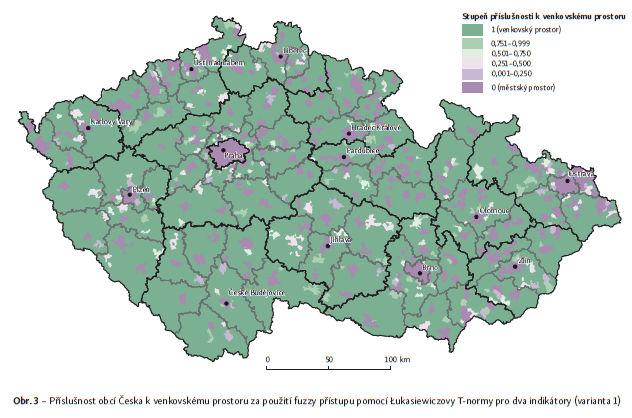 Stupeň příslušnosti k venkovskému prostoru
1 (venkovský prostor)
0,751–0,999
0,501–0,750
0,251–0,500
0,001–0,250
0 (městský prostor)
Liberec
Ústí nad Labem
Karlovy Vary
Hradec Králové
Praha
Pardubice
Ostrava
Plzeň
Olomouc
Jihlava
Zlín
Brno
České Budějovice
0 50 100 km
Obr. 3 – Příslušnost obcí Česka k venkovskému prostoru za použití fuzzy přístupu pomocí Łukasiewiczovy T-normy pro dva indikátory (varianta 1)